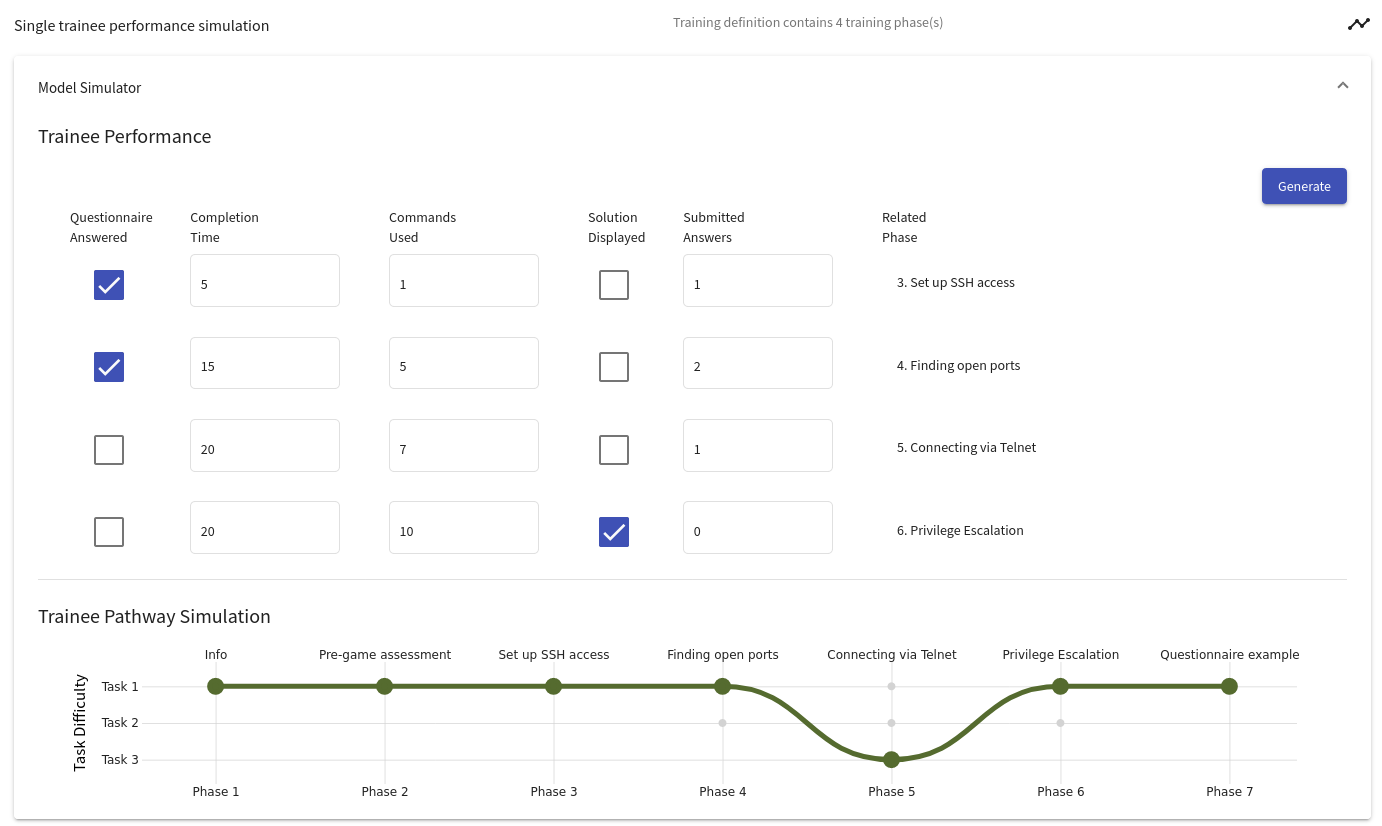 Single trainee performance simulation
Training definition contains 4 training phase(s)
Model Simulator
Trainee Performance
Generate
Questionnaire Answered
Completion Time
Commands Used
Solution Displayed
Submitted Answers
Related Phase
5 1 1 3. Set up SSH access
15 5 2 4. Finding open ports
20 7 1 5. Connecting via Telnet
20 10 0 6. Privilege Escalation
Trainee Pathway Simulation
Info Pre-game assessment Set up SSH access Finding open ports Connecting via Telnet Privilege Escalation Questionnaire example
Task Difficulty
Task 1
Task 2
Task 3
Phase 1 Phase 2 Phase 3 Phase 4 Phase 5 Phase 6 Phase 7